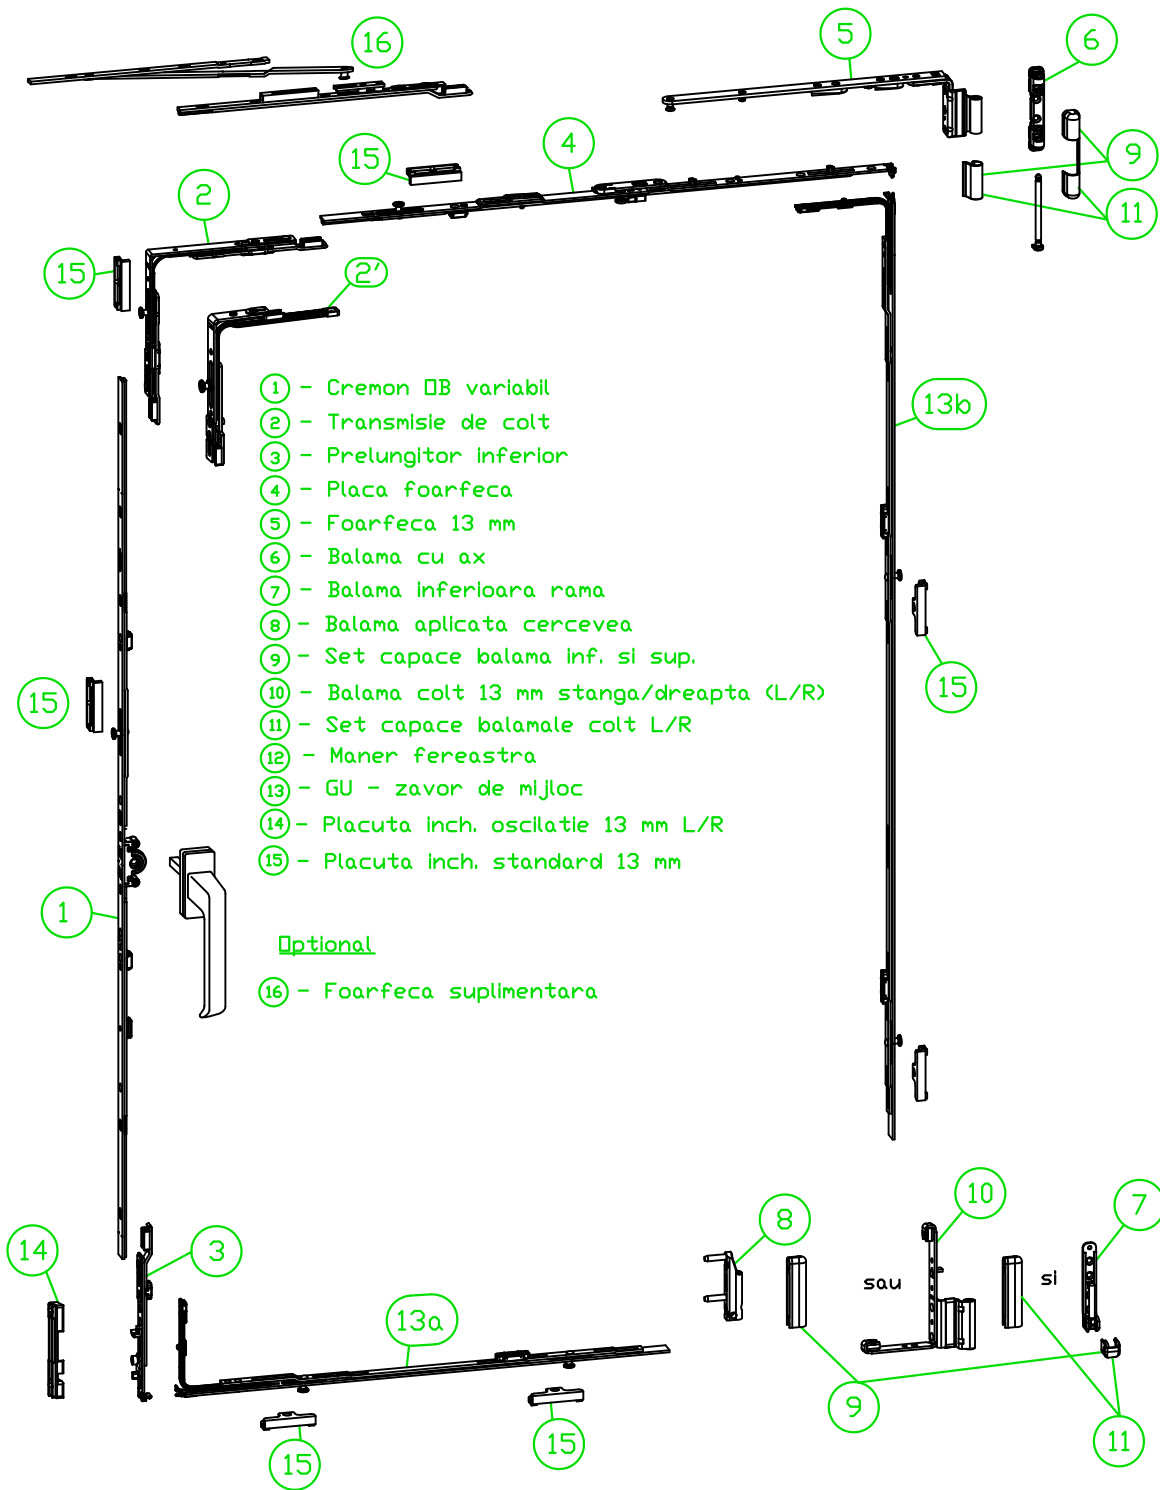 16
5
6
15
4
9
2
11
15
2'
1 - Cremon OB variabil
13b
2 - Transmisie de colt
3 - Prelungitor inferior
4 - Placa foarfeca
5 - Foarfeca 13 mm
6 - Balama cu ax
7 - Balama inferioara rama
8 - Balama aplicata cercevea
9 - Set capace balama inf. si sup.
10 - Balama colt 13 mm stanga/dreapta (L/R)
11 - Set capace balamale colt L/R
12 - Maner fereastra
13 - GU - zavor de mijloc
14 - Placuta inch. oscilatie 13 mm L/R
15 - Placuta inch. standard 13 mm
15
15
1
Optional
16 - Foarfeca suplimentara
10
7
8
14
3
sau
si
13a
9
11
15
15